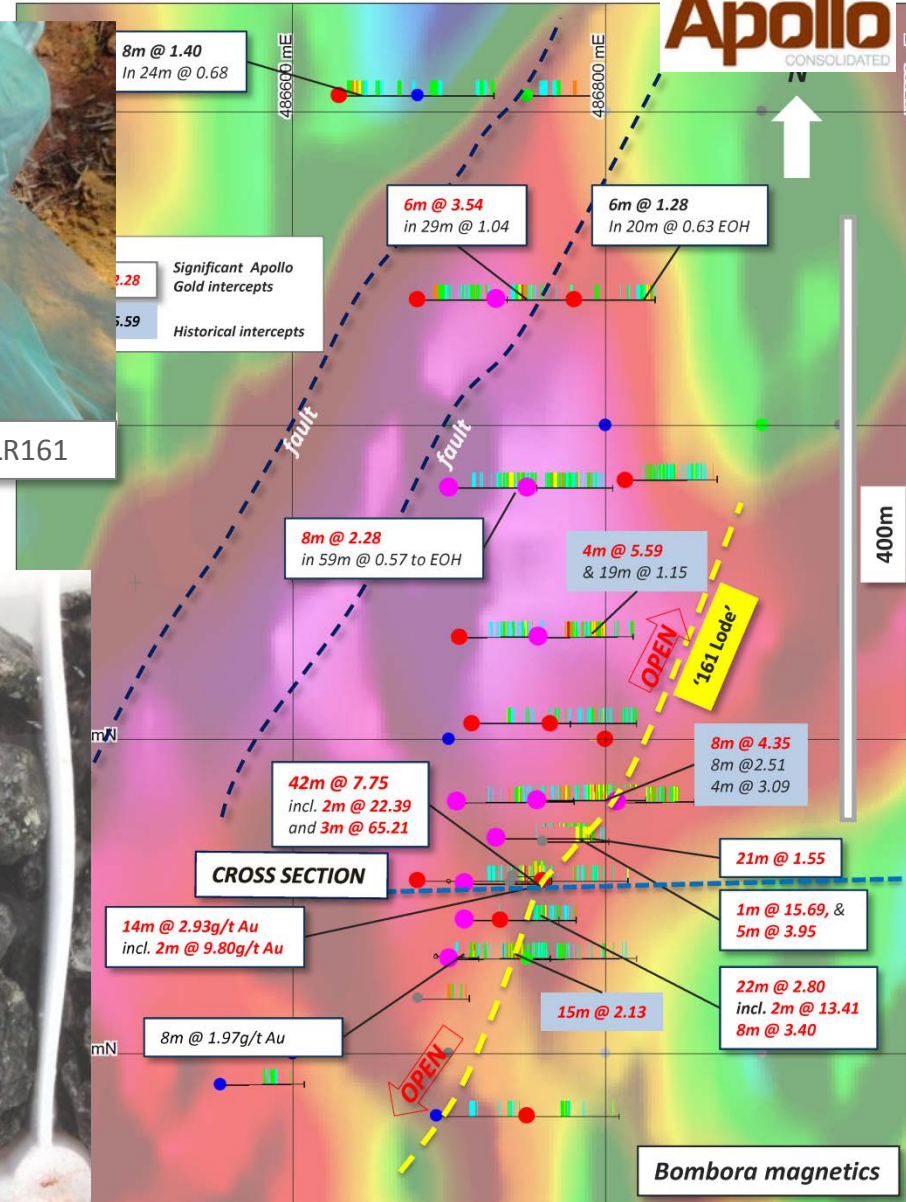 Apollo
CONSOLIDATED
N
8m @ 1.40
In 24m @ 0.68
486600 mE
486800 mE
6m @ 3.54
in 29m @ 1.04
6m @ 1.28
In 20m @ 0.63 EOH
2.28
Significant Apollo
Gold intercepts
5.59
Historical intercepts
R161
fault
fault
400m
8m @ 2.28
in 59m @ 0.57 to EOH
4m @ 5.59
& 19m @ 1.15
OPEN
'161 Lode'
mN
42m @ 7.75
incl. 2m @ 22.39
and 3m @ 65.21
8m @ 4.35
8m @2.51
4m @ 3.09
CROSS SECTION
21m @ 1.55
14m @ 2.93g/t Au
incl. 2m @ 9.80g/t Au
1m @ 15.69, &
5m @ 3.95
22m @ 2.80
incl. 2m @ 13.41
8m @ 3.40
15m @ 2.13
8m @ 1.97g/t Au
mN
OPEN
Bombora magnetics